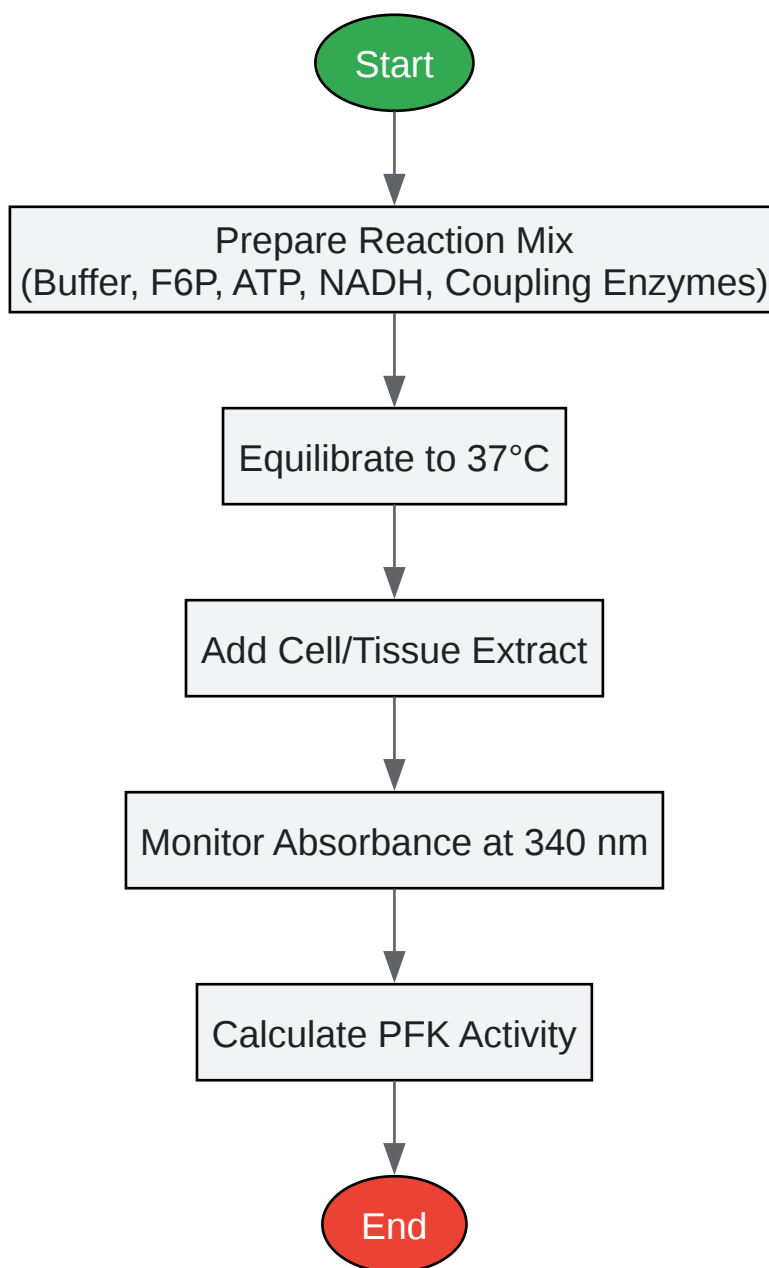 Start
Prepare Reaction Mix
(Buffer, F6P, ATP, NADH, Coupling Enzymes)
Equilibrate to 37°C
Add Cell/Tissue Extract
Monitor Absorbance at 340 nm
Calculate PFK Activity
End